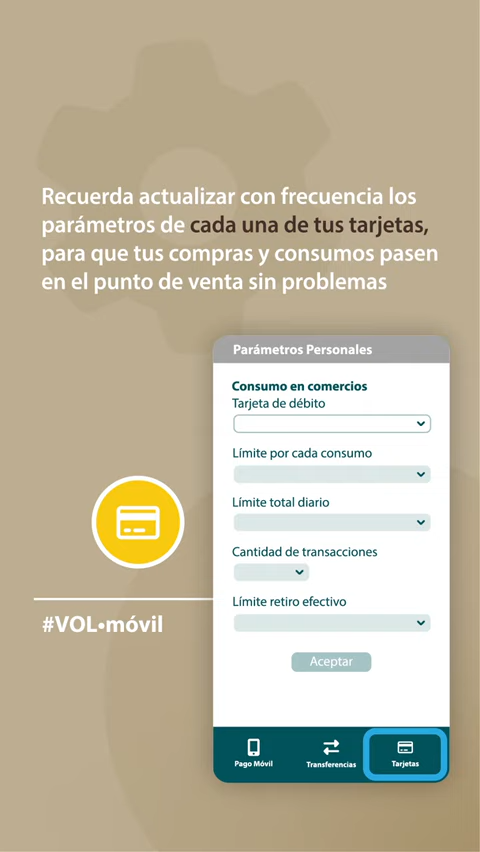 Recuerda actualizar con frecuencia los
parámetros de cada una de tus tarjetas,
para que tus compras y consumos pasen
en el punto de venta sin problemas
Parámetros Personales
Consumo en comercios
Tarjeta de débito
Límite por cada consumo
Límite total diario
Cantidad de transacciones
Límite retiro efectivo
Aceptar
#VOL•móvil
Pago Móvil
Transferencias
Tarjetas